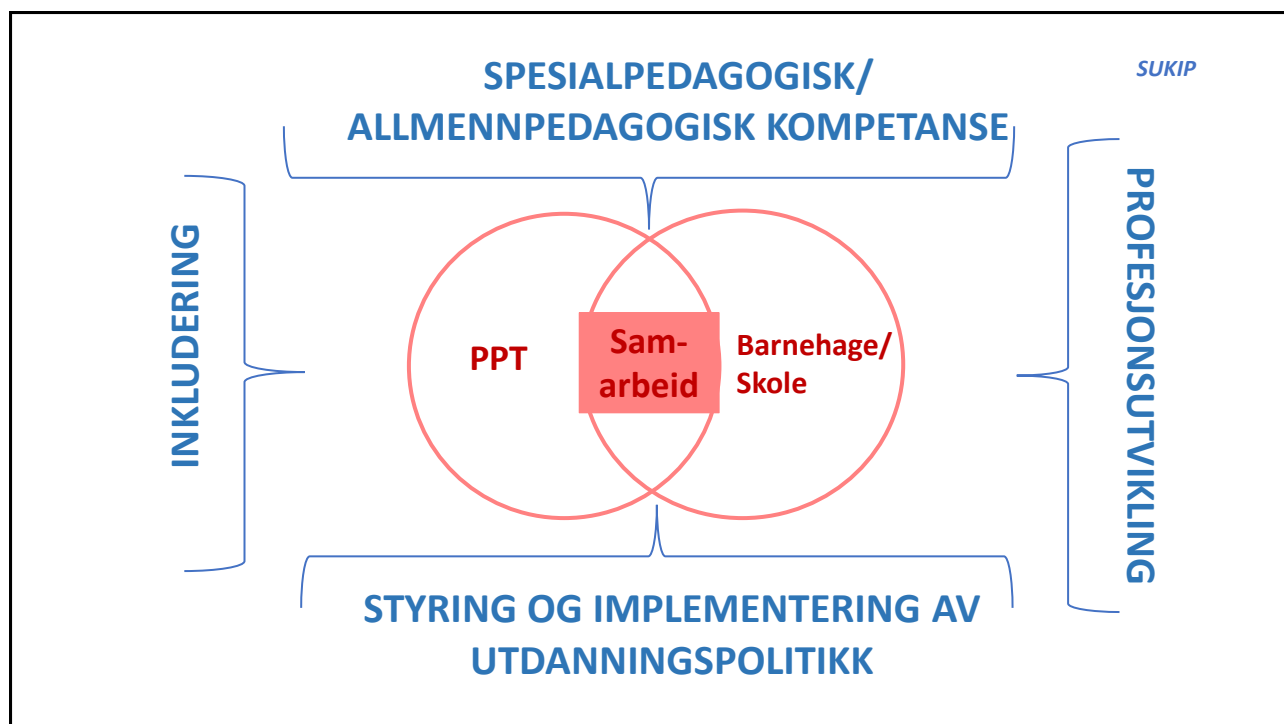 SPESIALPEDAGOGISK/
ALLMENNPEDAGOGISK KOMPETANSE
SUKIP
INKLUDERING
PPT
Sam-
arbeid
Barnehage/
Skole
PROFESJONSUTVIKLING
STYRING OG IMPLEMENTERING AV
UTDANNINGSPOLITIKK